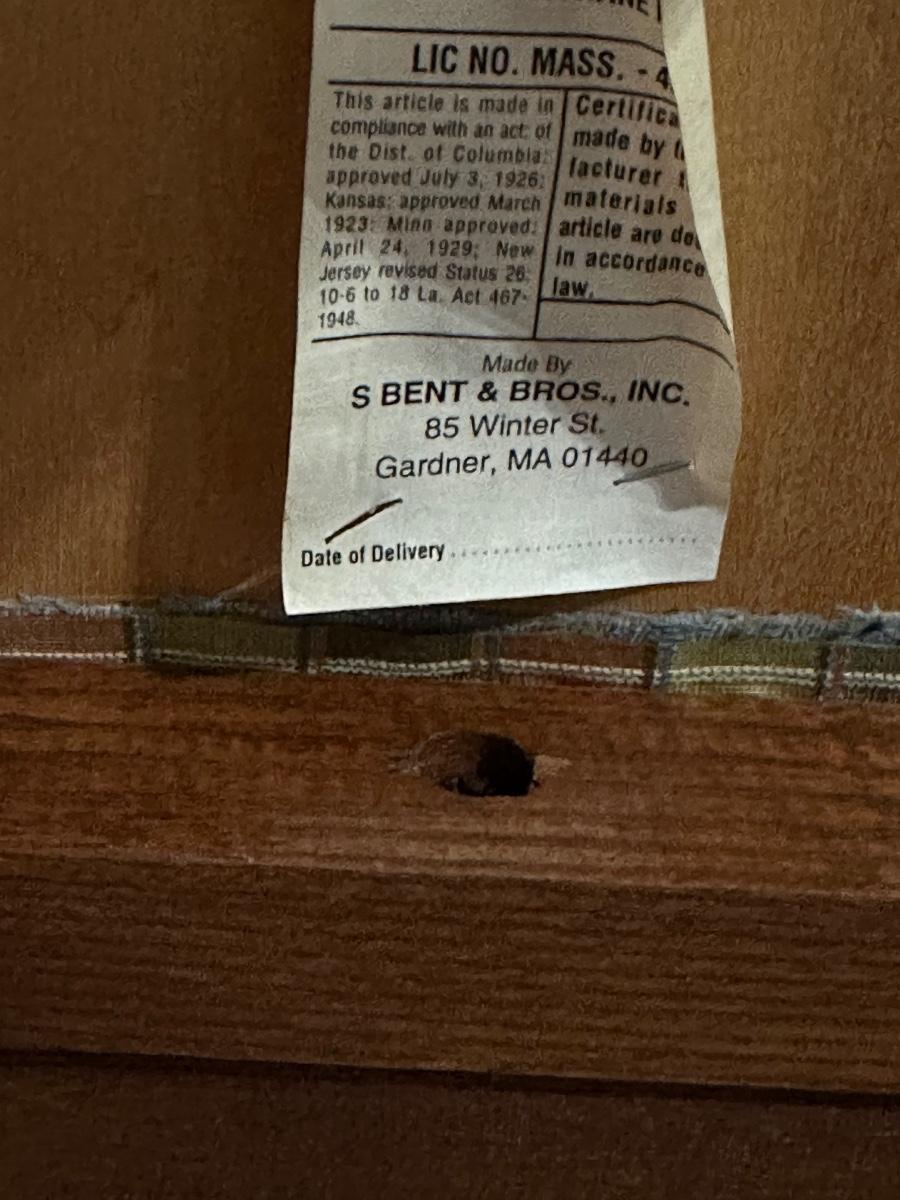 LIC NO. MASS. - 4
This article is made in
compliance with an act: of
the Dist. of Columbia:
approved July 3, 1926;
Kansas: approved March
1923: Minn approved:
April 24, 1929; New
Jersey revised Status 26:
10-6 to 18 La. Act 467-
1948.
Certifica
made by
facturer
materials
article are de
in accordance
law.
Made By
S BENT & BROS., INC.
85 Winter St.
Gardner, MA 01440
Date of Delivery